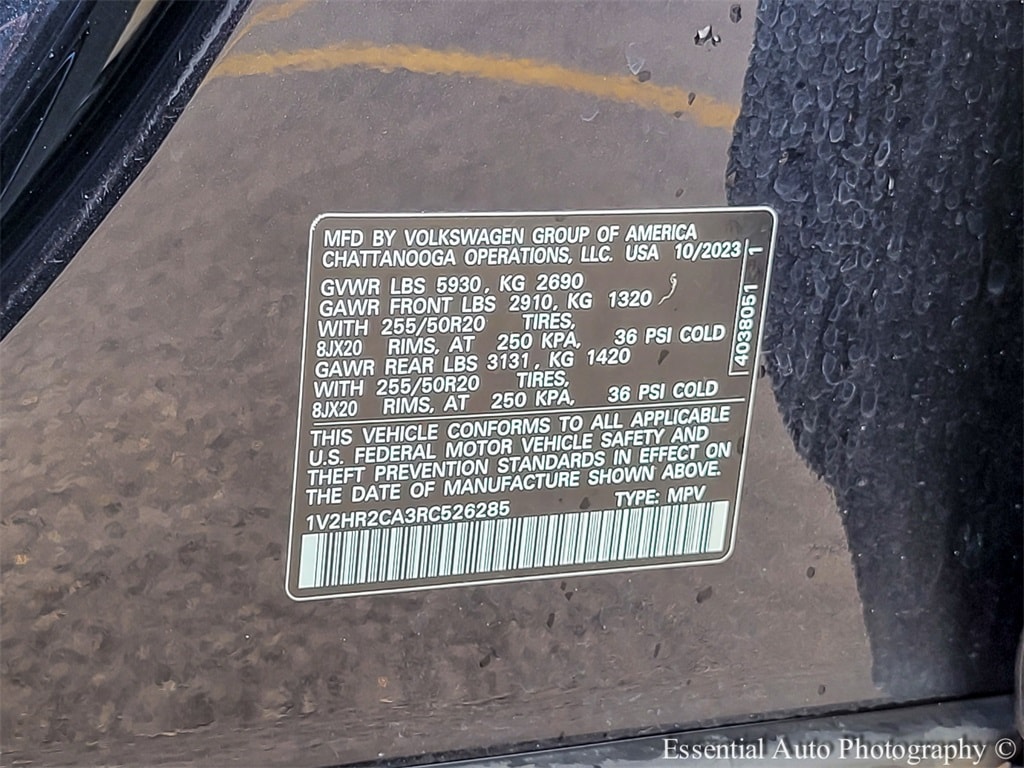 MFD BY VOLKSWAGEN GROUP OF AMERICA
CHATTANOOGA OPERATIONS, LLC. USA 10/2023
GVWR LBS 5930, KG 2690
GAWR FRONT LBS 2910, KG 1320
WITH 255/50R20 TIRES,
8JX20 RIMS, AT 250 KPA, 36 PSI COLD
GAWR REAR LBS 3131, KG 1420
WITH 255/50R20 TIRES,
8JX20 RIMS, AT 250 KPA, 36 PSI COLD
THIS VEHICLE CONFORMS TO ALL APPLICABLE
U.S. FEDERAL MOTOR VEHICLE SAFETY AND
THEFT PREVENTION STANDARDS IN EFFECT ON
THE DATE OF MANUFACTURE SHOWN ABOVE.
1V2HR2CA3RC526285 TYPE: MPV
4038051 1
Essential Auto Photography ©